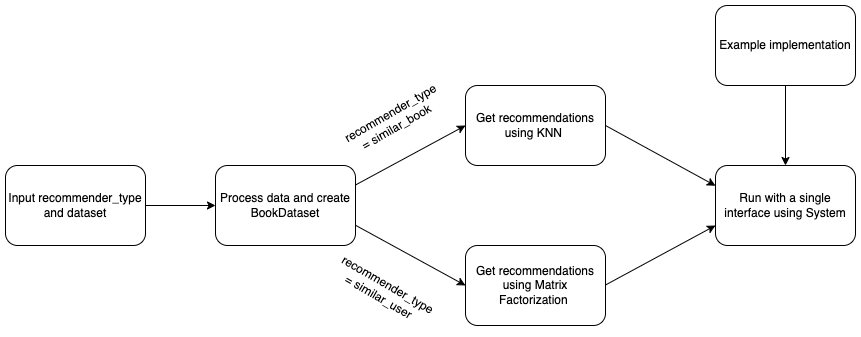 Example implementation
recommender_type
= similar_book
Get recommendations
using KNN
Input recommender_type
and dataset
Process data and create
BookDataset
Run with a single
interface using System
recommender_type
= similar_user
Get recommendations
using Matrix
Factorization